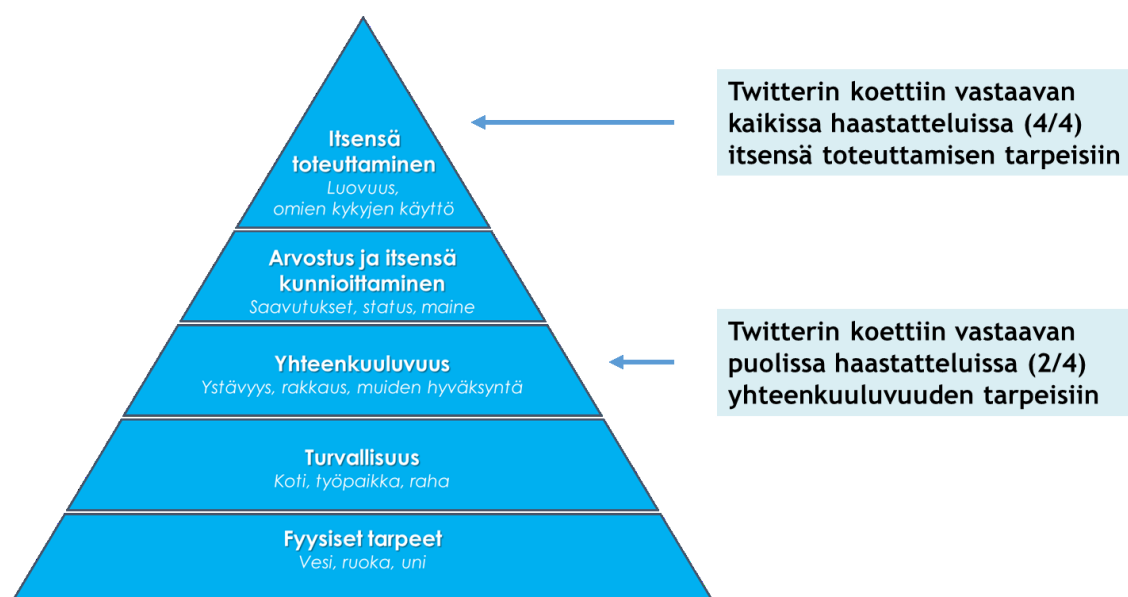 Itsensä
toteuttaminen
Luovuus,
omien kykyjen käyttö
Arvostus ja itsensä
kunnioittaminen
Saavutukset, status, maine
Yhteenkuuluvuus
Ystävyys, rakkaus, muiden hyväksyntä
Turvallisuus
Koti, työpaikka, raha
Fyysiset tarpeet
Vesi, ruoka, uni
Twitterin koettiin vastaavan
kaikissa haastatteluissa (4/4)
itsensä toteuttamisen tarpeisiin
Twitterin koettiin vastaavan
puolissa haastatteluissa (2/4)
yhteenkuuluvuuden tarpeisiin